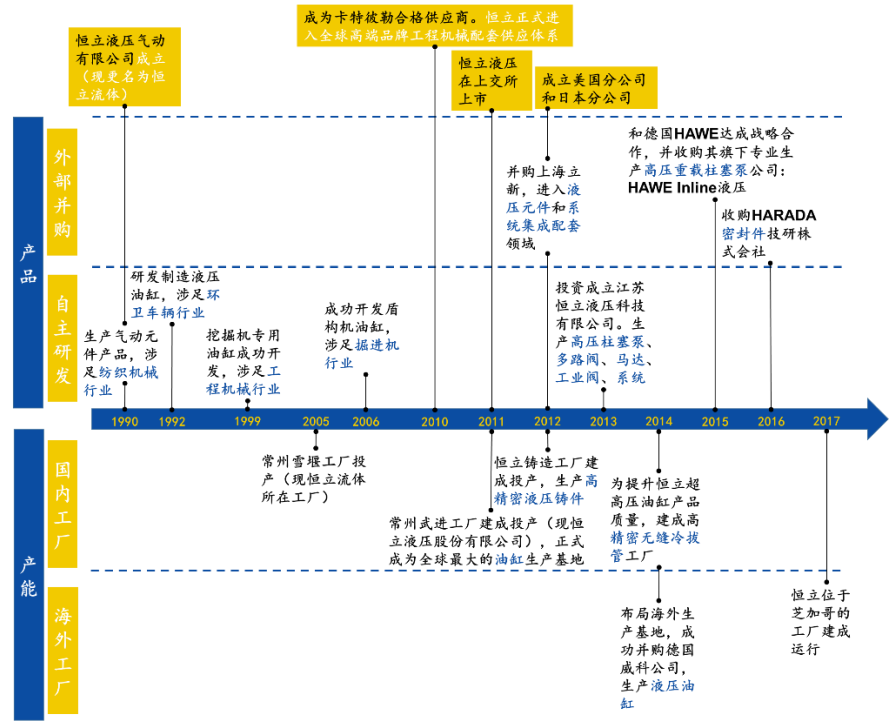 恒立液压气动
有限公司成立
（现更名为恒
立流体）
成为卡特彼勒合格供应商。恒立正式进
入全球高端品牌工程机械配套供应体系
恒立液压
在上交所
上市
成立美国分公司
和日本分公司
产品
外部并购
并购上海立
新，进入液
压元件和系
统集成配套
领域
和德国HAWE达成战略合
作，并收购其旗下专业生
产高压重载柱塞泵公司：
HAWE Inline液压
收购HARADA
密封件技研株
式会社
自主研发
生产气动元
件产品，涉
足纺织机械
行业
研发制造液压
油缸，涉足环
卫车辆行业
挖掘机专用
油缸成功开
发，涉足工
程机械行业
成功开发盾
构机油缸，
涉足掘进机
行业
投资成立江苏
恒立液压科技
有限公司。生
产高压柱塞泵、
多路阀、马达、
工业阀、系统
1990 1992 1999 2005 2006 2010 2011 2012 2013 2014 2015 2016 2017
产能
国内工厂
常州雪堰工厂投
产（现恒立流体
所在工厂）
常州武进工厂建成投产（现恒
立液压股份有限公司），正式
成为全球最大的油缸生产基地
恒立铸造工厂建
成投产，生产高
精密液压铸件
为提升恒立超
高压油缸产品
质量，建成高
精密无缝冷拔
管工厂
海外工厂
布局海外生
产基地，成
功并购德国
威科公司，
生产液压油
缸
恒立位于
芝加哥的
工厂建成
运行